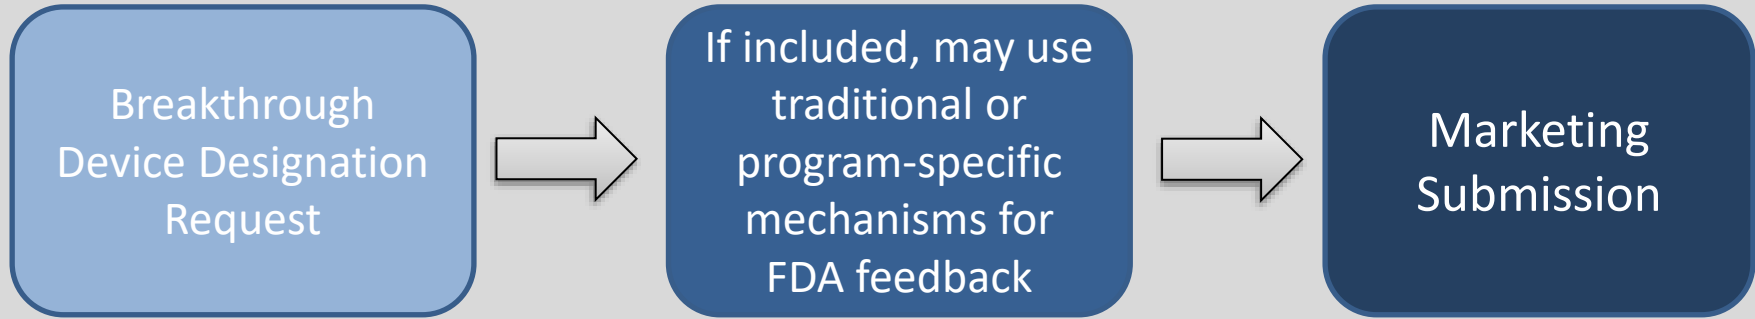 Breakthrough
Device Designation
Request
If included, may use
traditional or
program-specific
mechanisms for
FDA feedback
Marketing
Submission